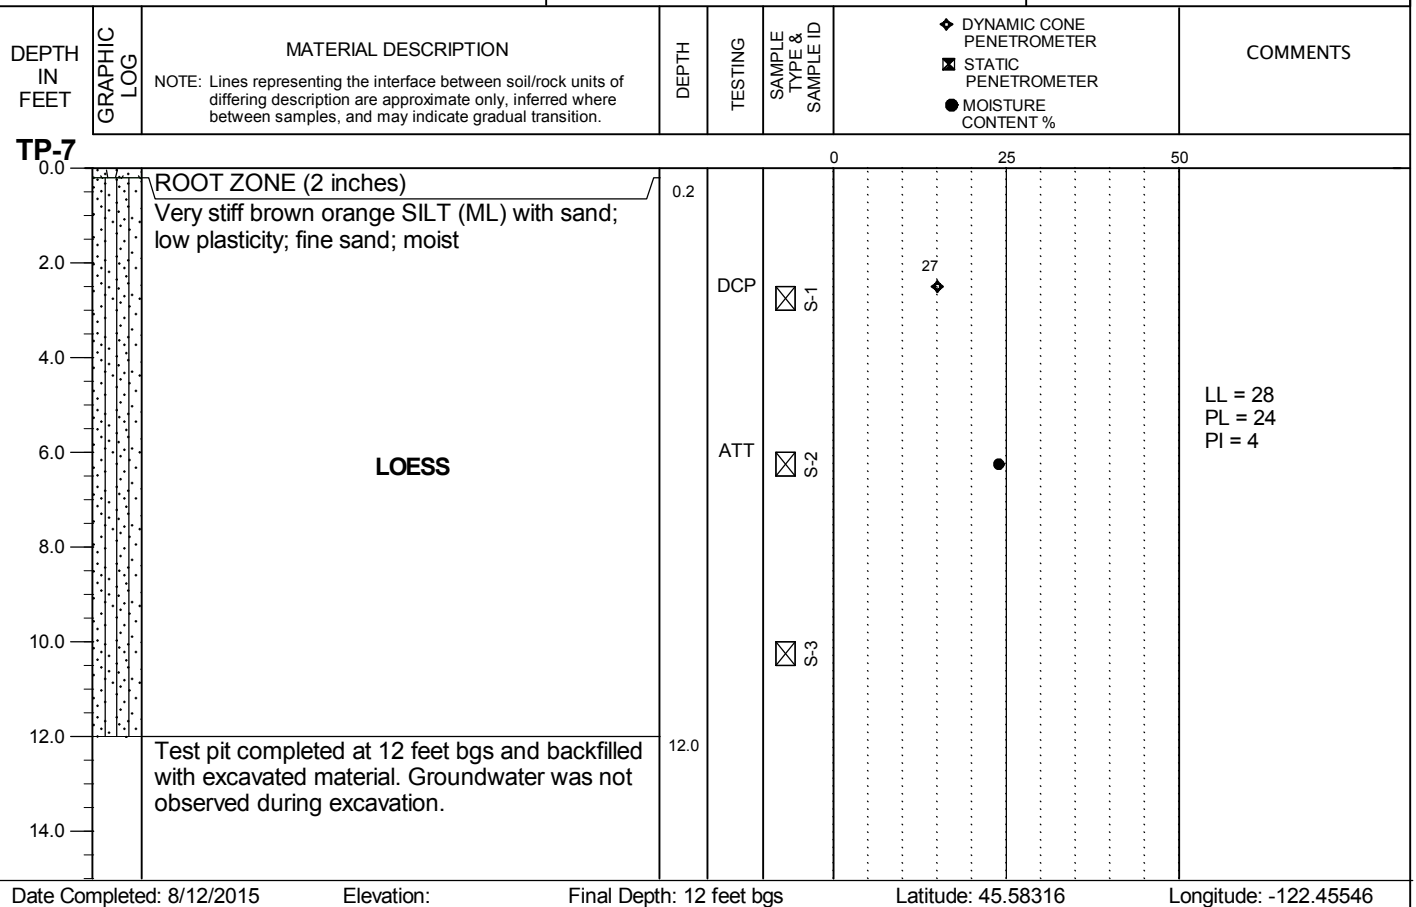 DEPTH
IN
FEET
GRAPHIC
LOG
MATERIAL DESCRIPTION
NOTE: Lines representing the interface between soil/rock units of
differing description are approximate only, inferred where
between samples, and may indicate gradual transition.
DEPTH
TESTING
SAMPLE
TYPE &
SAMPLE ID
DYNAMIC CONE
PENETROMETER
STATIC
PENETROMETER
MOISTURE
CONTENT %
COMMENTS
TP-7
0 25 50
0.0
ROOT ZONE (2 inches)
0.2
Very stiff brown orange SILT (ML) with sand;
low plasticity; fine sand; moist
2.0
27
DCP
S-1
4.0
LL = 28
PL = 24
PI = 4
6.0
LOESS
ATT
S-2
8.0
10.0
S-3
12.0
12.0
Test pit completed at 12 feet bgs and backfilled
with excavated material. Groundwater was not
observed during excavation.
14.0
Date Completed: 8/12/2015 Elevation: Final Depth: 12 feet bgs Latitude: 45.58316 Longitude: -122.45546